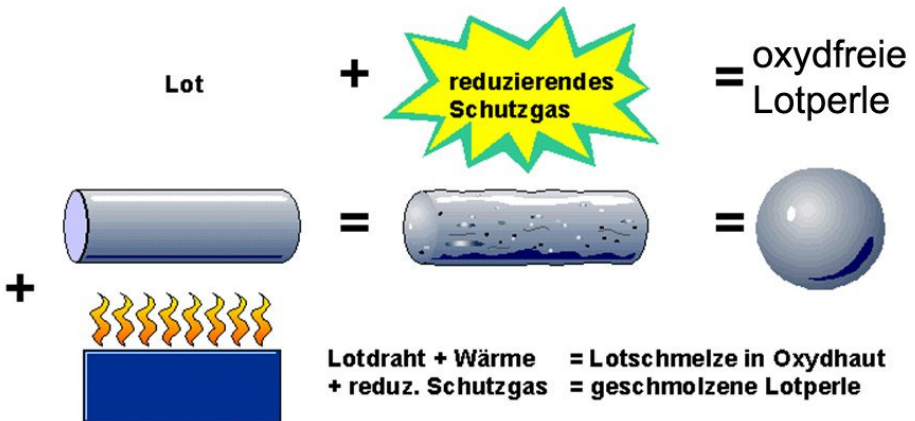 Lot + reduzierendes Schutzgas = oxydfreie Lotperle
=
=
+
Lotdraht + Wärme = Lotschmelze in Oxydhaut
+ reduz. Schutzgas = geschmolzene Lotperle